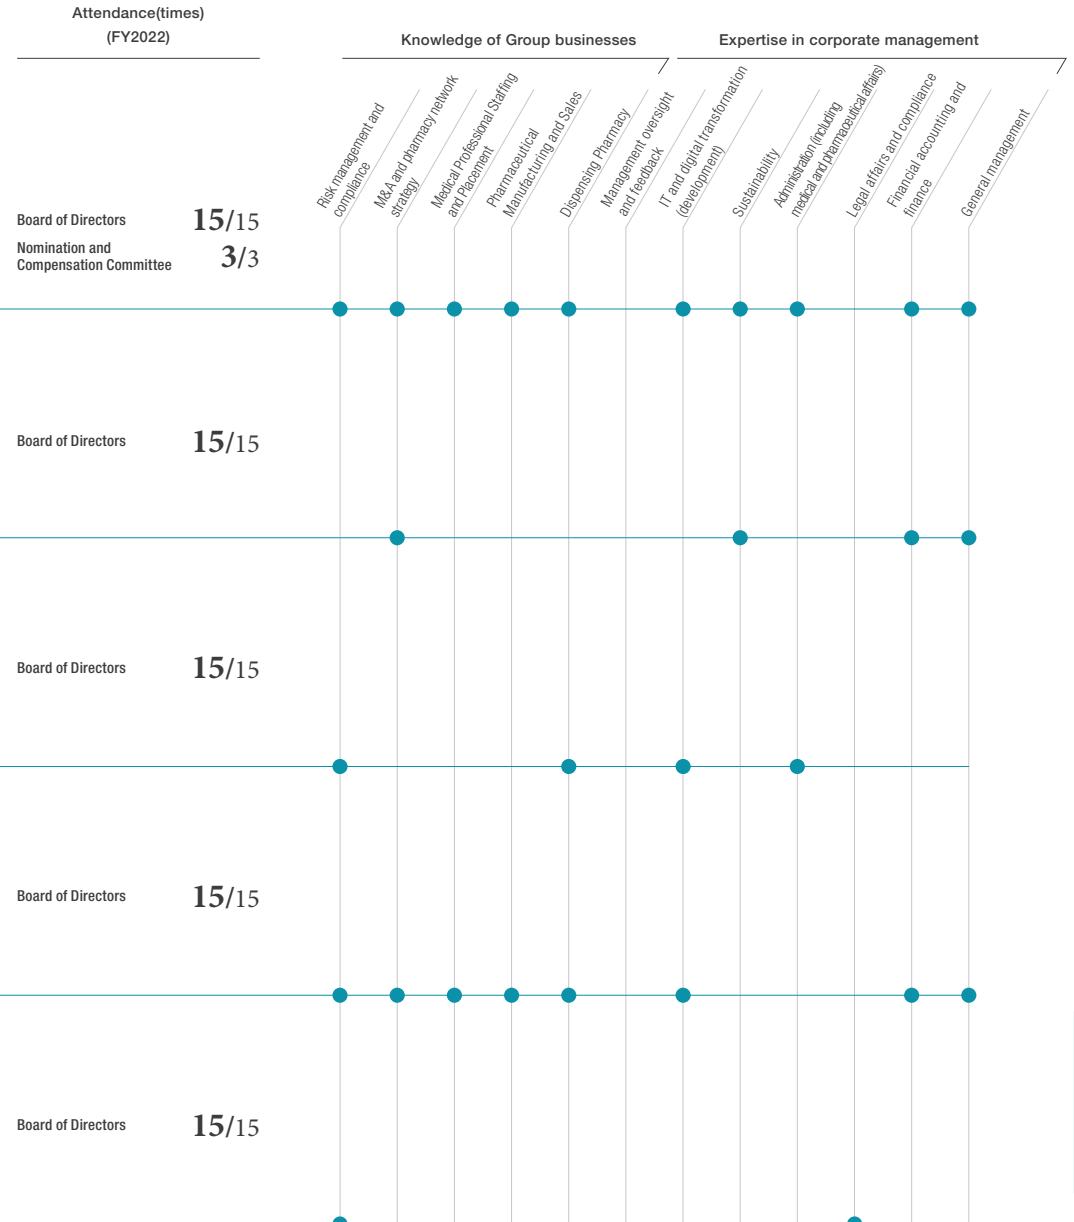 Attendance(times)
(FY2022)
Knowledge of Group businesses
Expertise in corporate management
Risk management and
compliance
M&A and pharmacy network
strategy
Medical Professional Staffing
and Placement
Pharmaceutical
Manufacturing and Sales
Dispensing Pharmacy
Management oversight
and feedback
IT and digital transformation
(development)
Sustainability
Administration (including
medical and pharmaceutical affairs)
Legal affairs and compliance
Financial accounting and
finance
General management
Board of Directors 15/15
Nomination and
Compensation Committee 3/3
Board of Directors 15/15
Board of Directors 15/15
Board of Directors 15/15
Board of Directors 15/15